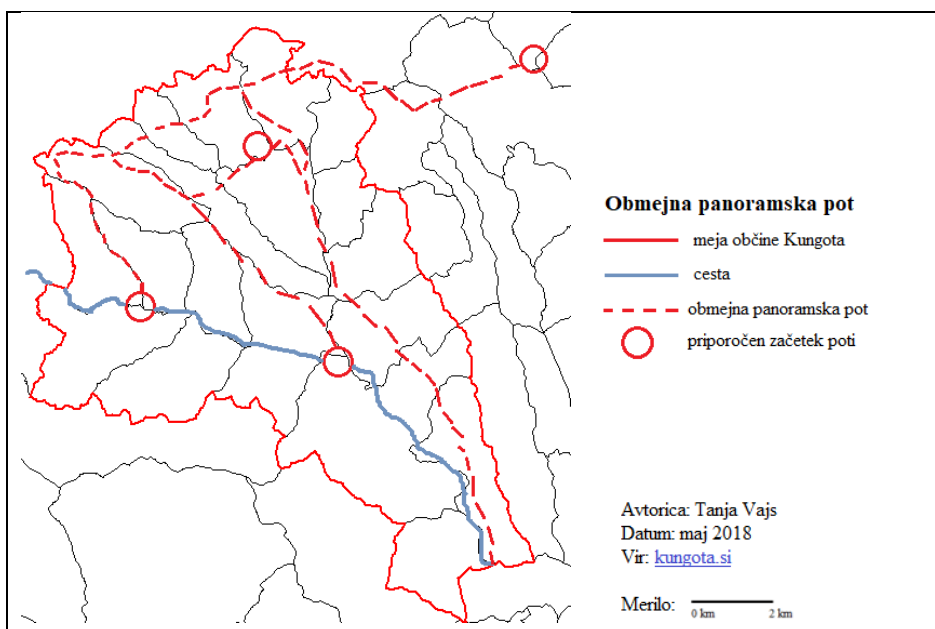 Obmejna panoramska pot
meja občine Kungota
cesta
obmejna panoramska pot
priporočen začetek poti
Avtorica: Tanja Vajs
Datum: maj 2018
Vir: kungota.si
Merilo:
0 km 2 km